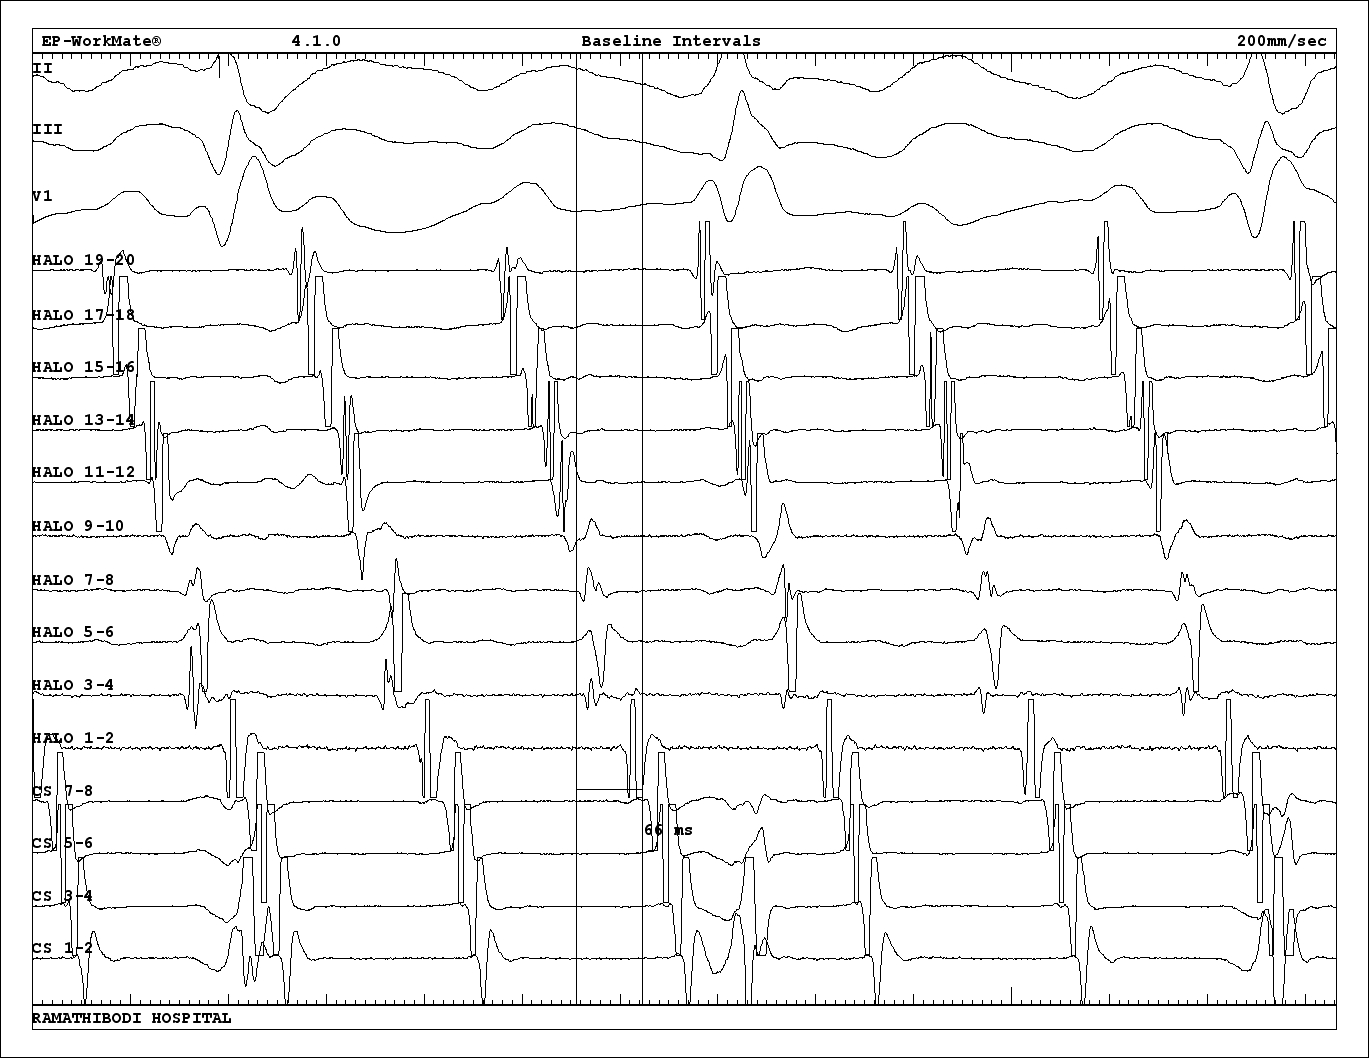 EP-WorkMate® 4.1.0 Baseline Intervals 200mm/sec
II
III
V1
HALO 19-20
HALO 17-18
HALO 15-16
HALO 13-14
HALO 11-12
HALO 9-10
HALO 7-8
HALO 5-6
HALO 3-4
HALO 1-2
CS 7-8
66 ms
CS 5-6
CS 3-4
CS 1-2
RAMATHIBODI HOSPITAL